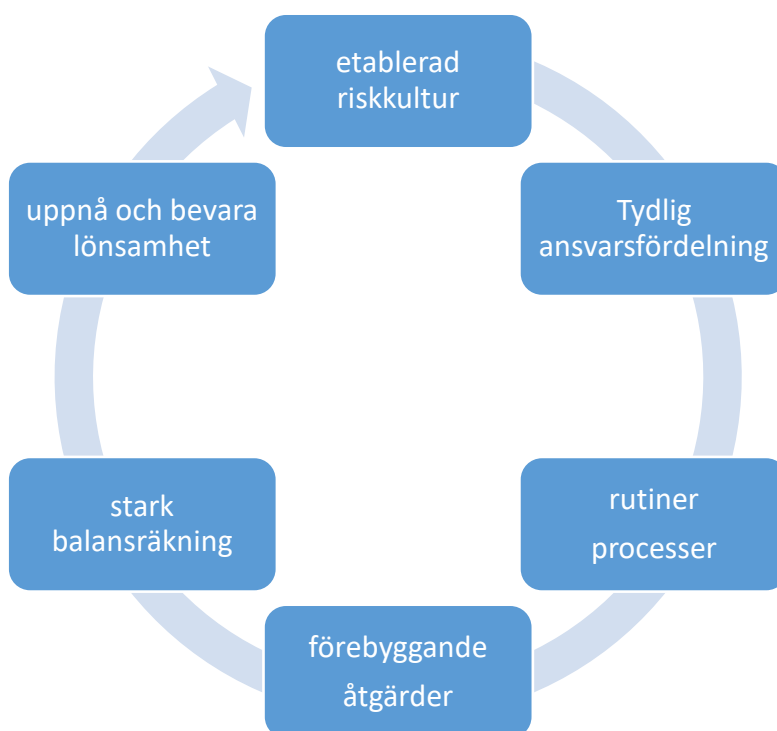 etablerad
riskkultur
Tydlig
ansvarsfördelning
rutiner
processer
förebyggande
åtgärder
stark
balansräkning
uppnå och bevara
lönsamhet